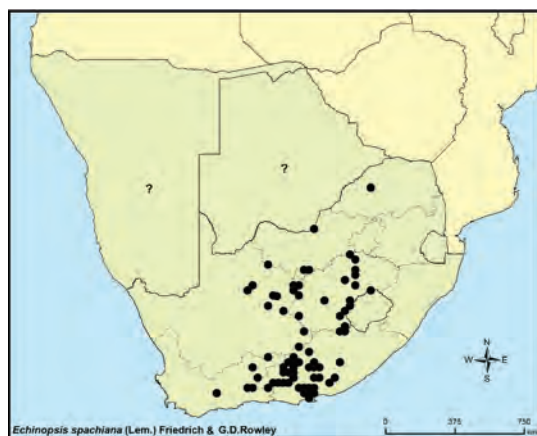 ? ?
N
W E
S
Echinopsis spachiana (Lem.) Friedrich & G.D.Rowley
0 375 750